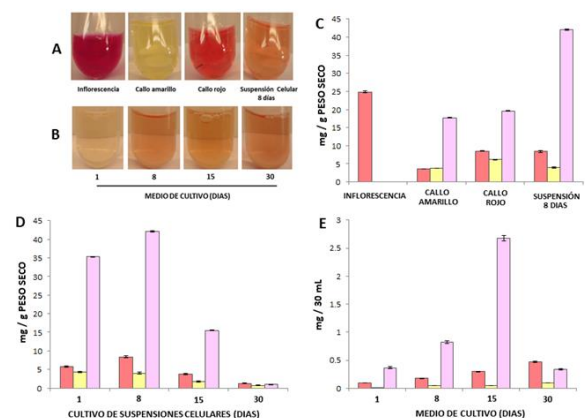 A
Inflorescencia
Callo amarillo
Callo rojo
Suspensión Celular
8 días
B
1
8
15
30
MEDIO DE CULTIVO (DIAS)
C
mg / g PESO SECO
45
40
35
30
25
20
15
10
5
0
INFLORESCENCIA
CALLO
AMARILLO
CALLO
ROJO
SUSPENSIÓN
8 DIAS
D
mg / g PESO SECO
45
40
35
30
25
20
15
10
5
0
1
8
15
30
CULTIVO DE SUSPENSIONES CELULARES (DIAS)
E
mg / 30 mL
3
2.5
2
1.5
1
0.5
0
1
8
15
30
MEDIO DE CULTIVO (DIAS)